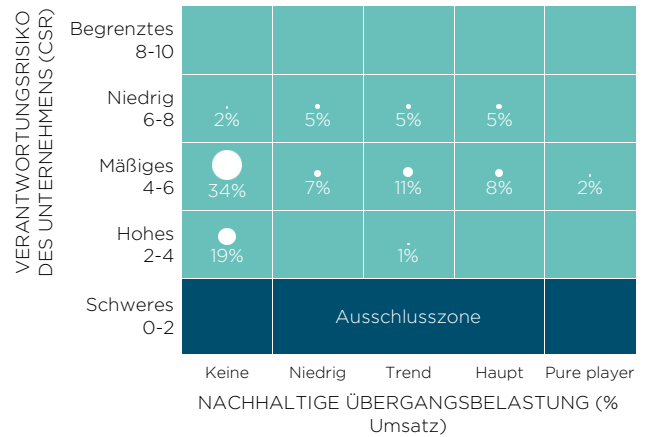 VERANTWORTUNGSRISIKO
DES UNTERNEHMENS (CSR)
Begrenztes
8-10
Niedrig
6-8
2%
5%
5%
5%
Mäßiges
4-6
34%
7%
11%
8%
2%
Hohes
2-4
19%
1%
Schweres
0-2
Ausschlusszone
Keine
Niedrig
Trend
Haupt
Pure player
NACHHALTIGE ÜBERGANGSBELASTUNG (%
Umsatz)